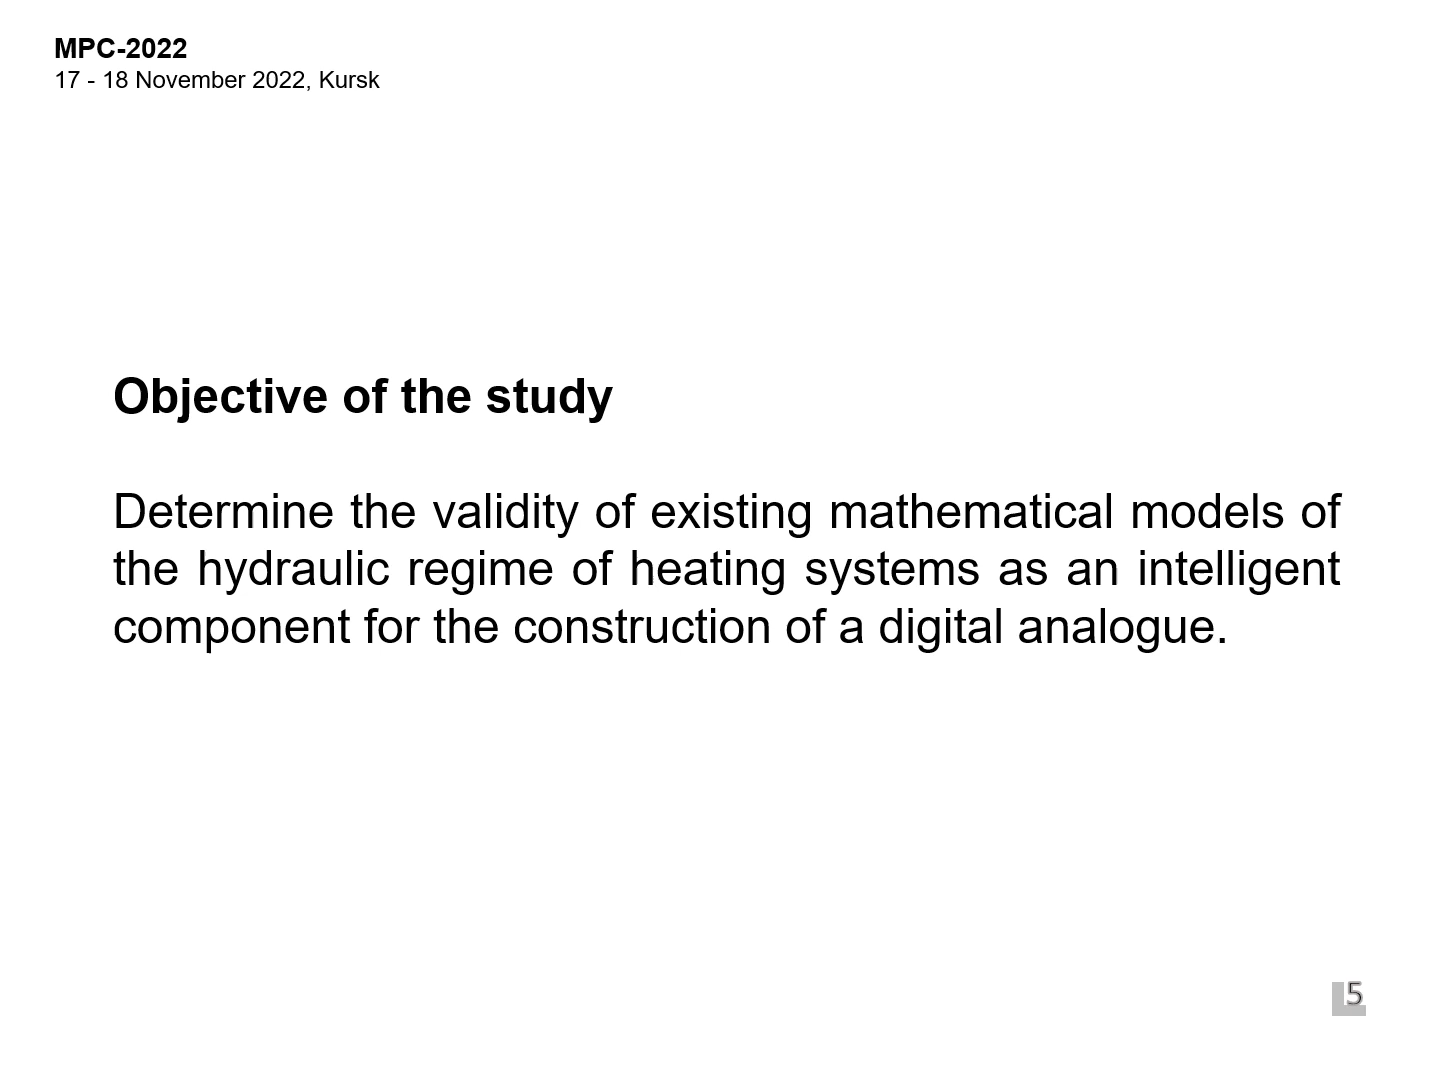 MPC-2022
17 - 18 November 2022, Kursk
Objective of the study
Determine the validity of existing mathematical models of
the hydraulic regime of heating systems as an intelligent
component for the construction of a digital analogue.
5